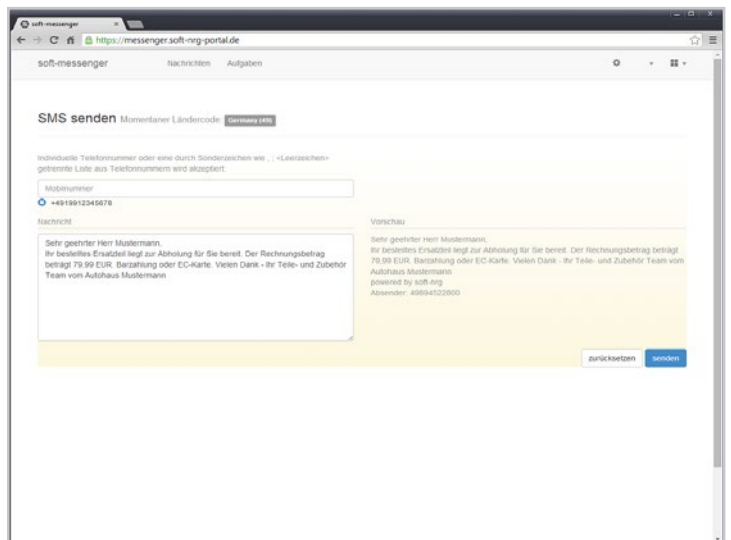 soft-messenger
https://messenger.soft-nrg-portal.de
soft-messenger Nachrichten Aufgaben
SMS senden Momentaner Ländercode: Germany (49)
Individuelle Telefonnummer oder eine durch Sonderzeichen wie , ; <Leerzeichen>
getrennte Liste aus Telefonnummern wird akzeptiert.
Mobilnummer
+4919912345678
Nachricht
Sehr geehrter Herr Mustermann,
Ihr bestelltes Ersatzteil liegt zur Abholung für Sie bereit. Der Rechnungsbetrag
beträgt 79,99 EUR. Barzahlung oder EC-Karte. Vielen Dank - Ihr Teile- und Zubehör
Team vom Autohaus Mustermann
Vorschau
Sehr geehrter Herr Mustermann,
Ihr bestelltes Ersatzteil liegt zur Abholung für Sie bereit. Der Rechnungsbetrag beträgt
79,99 EUR. Barzahlung oder EC-Karte. Vielen Dank - Ihr Teile- und Zubehör Team vom
Autohaus Mustermann
powered by soft-nrg
Absender: 49894522800
zurücksetzen senden